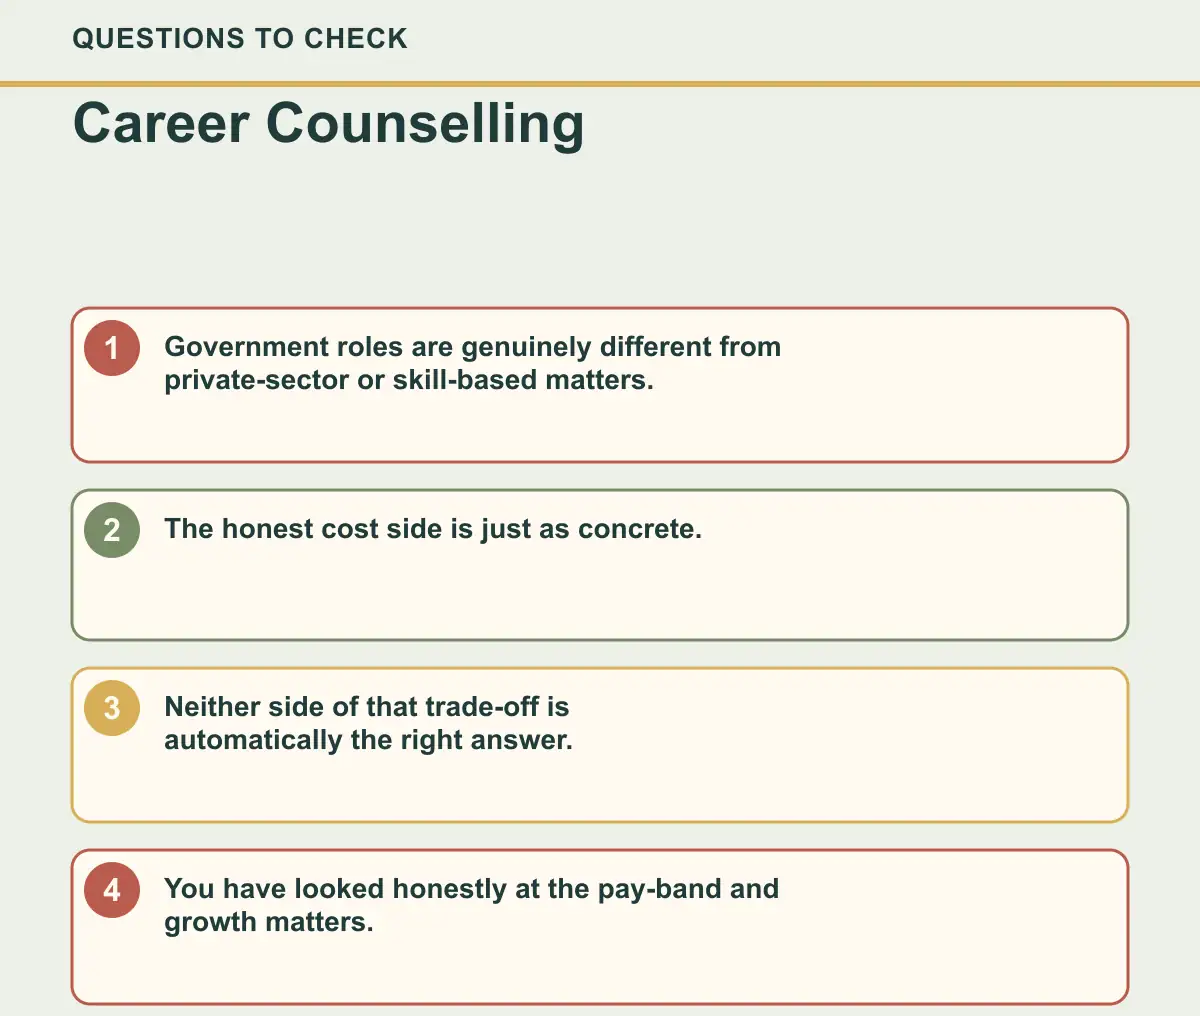 QUESTIONS TO CHECK
Career Counselling
1
Government roles are genuinely different from
private-sector or skill-based matters.
2
The honest cost side is just as concrete.
3
Neither side of that trade-off is
automatically the right answer.
4
You have looked honestly at the pay-band and
growth matters.